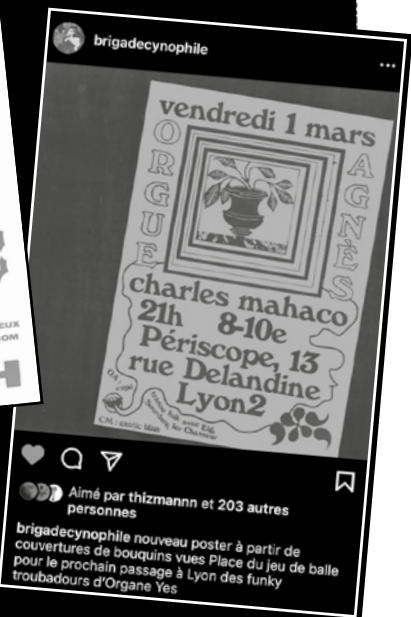 brigadecynophile
vendredi 1 mars
ORGUE
AGNÈS
charles mahaco
21h 8-10e
Périscope, 13
rue Delandine
Lyon2
EUX
OM
Aimé par thizmannn et 203 autres
personnes
brigadecynophile nouveau poster à partir de
couvertures de bouquins vues Place du jeu de balle
pour le prochain passage à Lyon des funky
troubadours d'Organe Yes